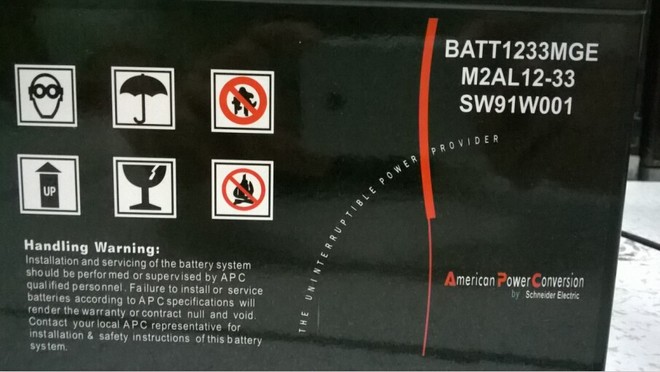 BATT1233MGE
M2AL12-33
SW91W001
THE UNINTERRUPTIBLE POWER PROVIDER
UP
Handling Warning:
Installation and servicing of the battery system
should be performed or supervised by APC
qualified personnel. Failure to install or service
batteries according to APC specifications will
render the warranty or contract null and void.
Contact your local APC representative for
installation & safety instructions of this battery
system.
American Power Conversion
by Schneider Electric